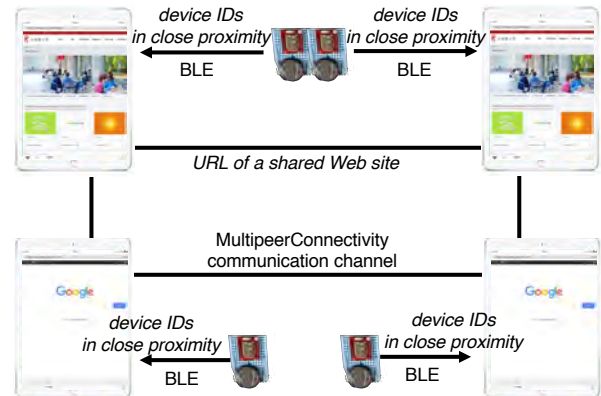 device IDs
in close proximity
BLE
device IDs
in close proximity
BLE
URL of a shared Web site
MultipeerConnectivity
communication channel
Google
Google
device IDs
in close proximity
BLE
device IDs
in close proximity
BLE